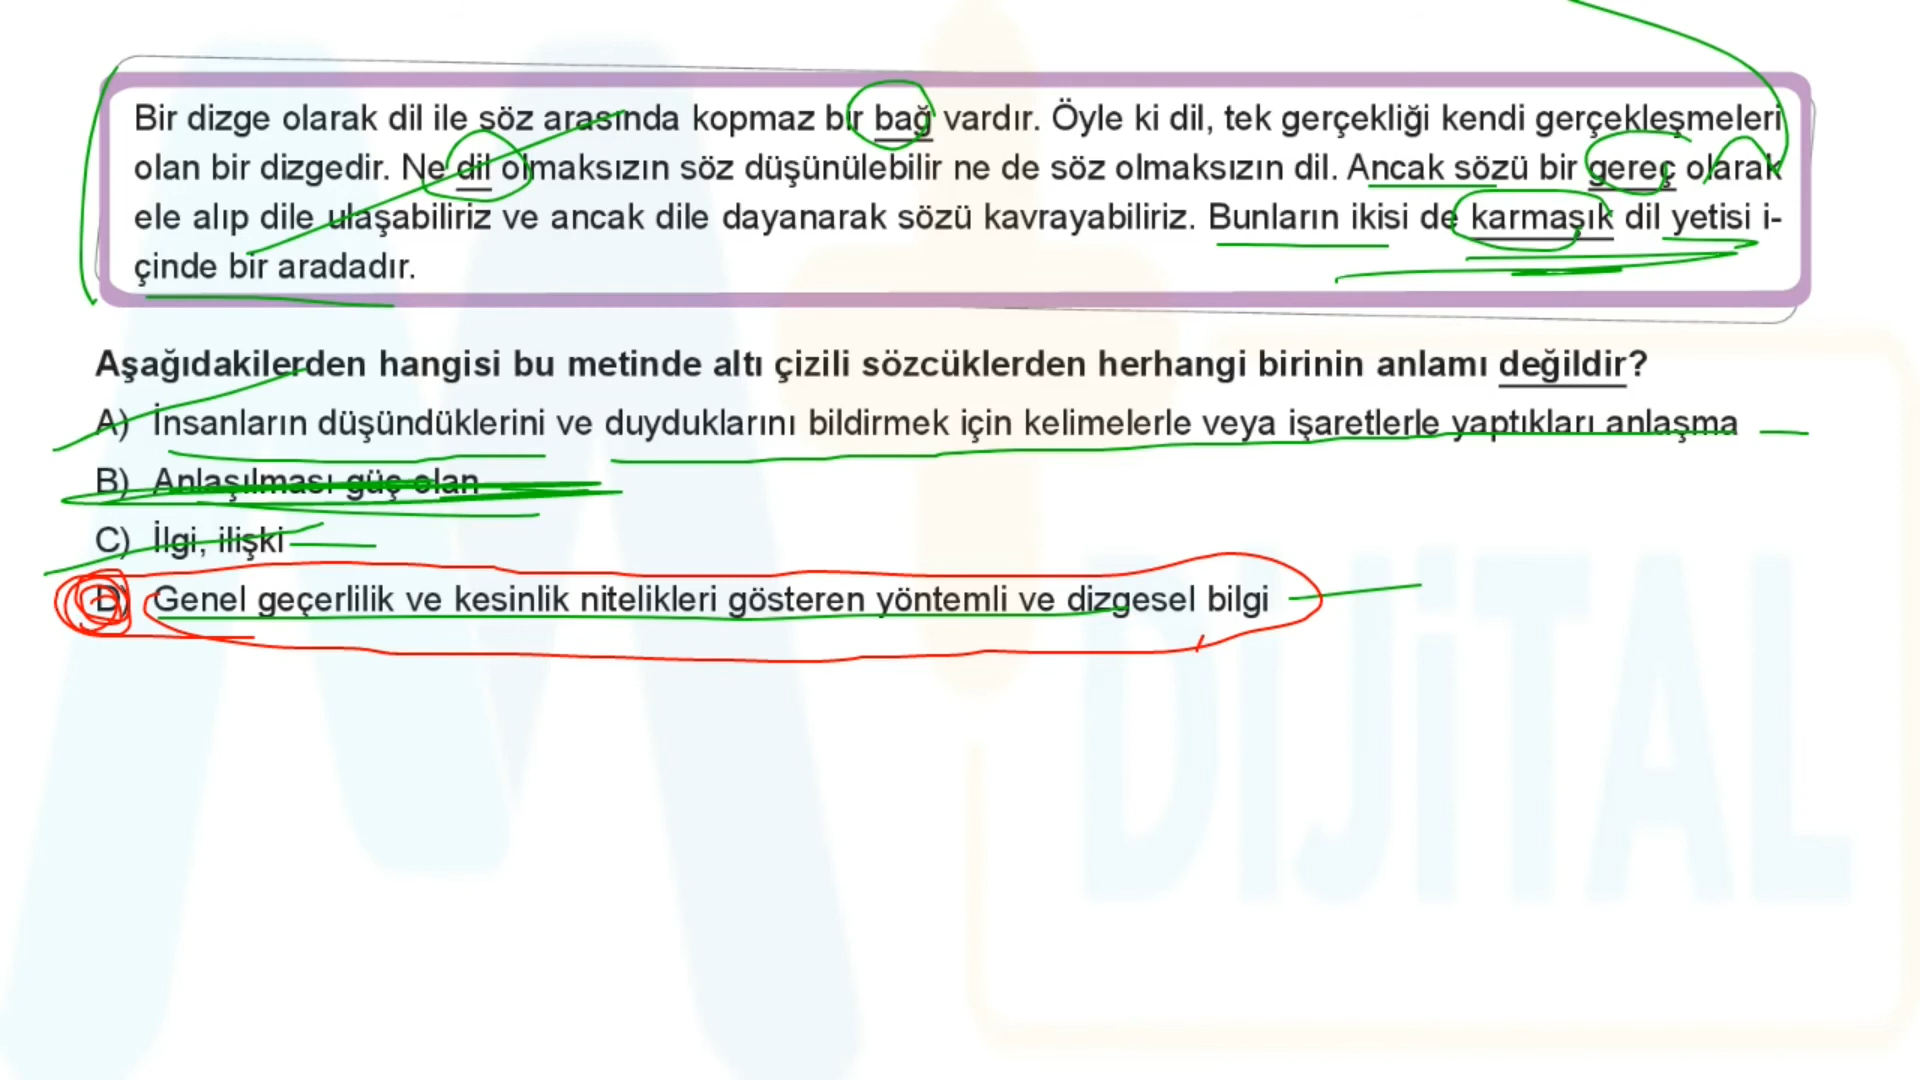 Bir dizge olarak dil ile söz arasında kopmaz bir bağ vardır. Öyle ki dil, tek gerçekliği kendi gerçekleşmeleri
olan bir dizgedir. Ne dil olmaksızın söz düşünülebilir ne de söz olmaksızın dil. Ancak sözü bir gereç olarak
ele alıp dile ulaşabiliriz ve ancak dile dayanarak sözü kavrayabiliriz. Bunların ikisi de karmaşık dil yetisi i-
çinde bir aradadır.
Aşağıdakilerden hangisi bu metinde altı çizili sözcüklerden herhangi birinin anlamı değildir?
A) İnsanların düşündüklerini ve duyduklarını bildirmek için kelimelerle veya işaretlerle yaptıkları anlaşma
B) Anlaşılması güç olan
C) İlgi, ilişki
D) Genel geçerlilik ve kesinlik nitelikleri gösteren yöntemli ve dizgesel bilgi
DİJİTAL